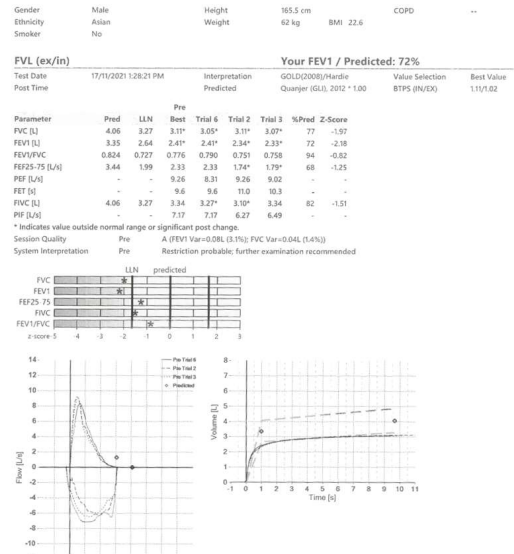 Gender Male Height 165.5 cm COPD --
Ethnicity Asian Weight 62 kg BMI 22.6
Smoker No
FVL (ex/in) Your FEV1 / Predicted: 72%
Test Date 17/11/2021 1:28:21 PM Interpretation GOLD(2008)/Hardie Value Selection Best Value
Post Time Predicted Quanjer (GLI), 2012 * 1.00 BTPS (IN/EX) 1.11/1.02
Pre
Parameter Pred LLN Best Trial 6 Trial 2 Trial 3 %Pred Z-Score
FVC [L] 4.06 3.27 3.11* 3.05* 3.11* 3.07* 77 -1.97
FEV1 [L] 3.35 2.64 2.41* 2.41* 2.34* 2.33* 72 -2.18
FEV1/FVC 0.824 0.727 0.776 0.790 0.751 0.758 94 -0.82
FEF25-75 [L/s] 3.44 1.99 2.33 2.33 1.74* 1.79* 68 -1.25
PEF [L/s] - - 9.26 8.31 9.26 9.02 - -
FET [s] - - 9.6 9.6 11.0 10.3 - -
FIVC [L] 4.06 3.27 3.34 3.27* 3.10* 3.34 82 -1.51
PIF [L/s] - - 7.17 7.17 6.27 6.49 - -
* Indicates value outside normal range or significant post change.
Session Quality Pre A (FEV1 Var=0.08L (3.1%); FVC Var=0.04L (1.4%))
System Interpretation Pre Restriction probable; further examination recommended
LLN predicted
FVC
FEV1
FEF25 75
FIVC
FEV1/FVC
z-score -5 -4 -3 -2 -1 0 1 2 3
Flow [L/s]
14
12
10
8
6
4
2
0
-2
-4
-6
-8
-10
Pre Trial 6
Pre Trial 2
Pre Trial 3
Predicted
Volume [L]
8
7
6
5
4
3
2
1
0
-1 0 1 2 3 4 5 6 7 8 9 10 11
Time [s]